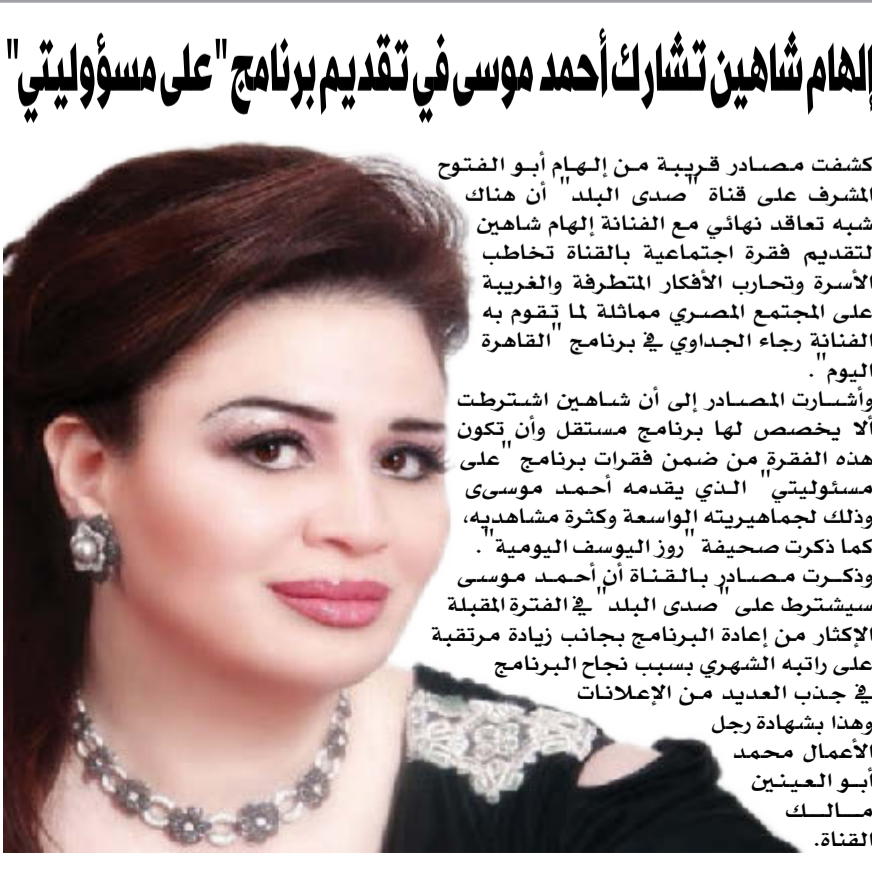 إلهام شاهين تشارك أحمد موسى في تقديم برنامج "على مسؤوليتي"
كشفت مصادر قريبة من إلهام أبو الفتوح
المشرف على قناة "صدى البلد" أن هناك
شبه تعاقد نهائي مع الفنانة إلهام شاهين
لتقديم فقرة اجتماعية بالقناة تخاطب
الأسرة وتحارب الأفكار المتطرفة والغريبة
على المجتمع المصري مماثلة لما تقوم به
الفنانة رجاء الجداوي في برنامج "القاهرة
اليوم".
وأشارت المصادر إلى أن شاهين اشترطت
ألا يخصص لها برنامج مستقل وأن تكون
هذه الفقرة من ضمن فقرات برنامج "على
مسئوليتي" الذي يقدمه أحمد موسىى
وذلك لجماهيريته الواسعة وكثرة مشاهديه،
كما ذكرت صحيفة "روز اليوسف اليومية".
وذكرت مصادر بالقناة أن أحمد موسى
سيشترط على "صدى البلد" في الفترة المقبلة
الإكثار من إعادة البرنامج بجانب زيادة مرتقبة
على راتبه الشهري بسبب نجاح البرنامج
في جذب العديد من الإعلانات
وهذا بشهادة رجل
الأعمال محمد
أبو العينين
مالك
القناة.